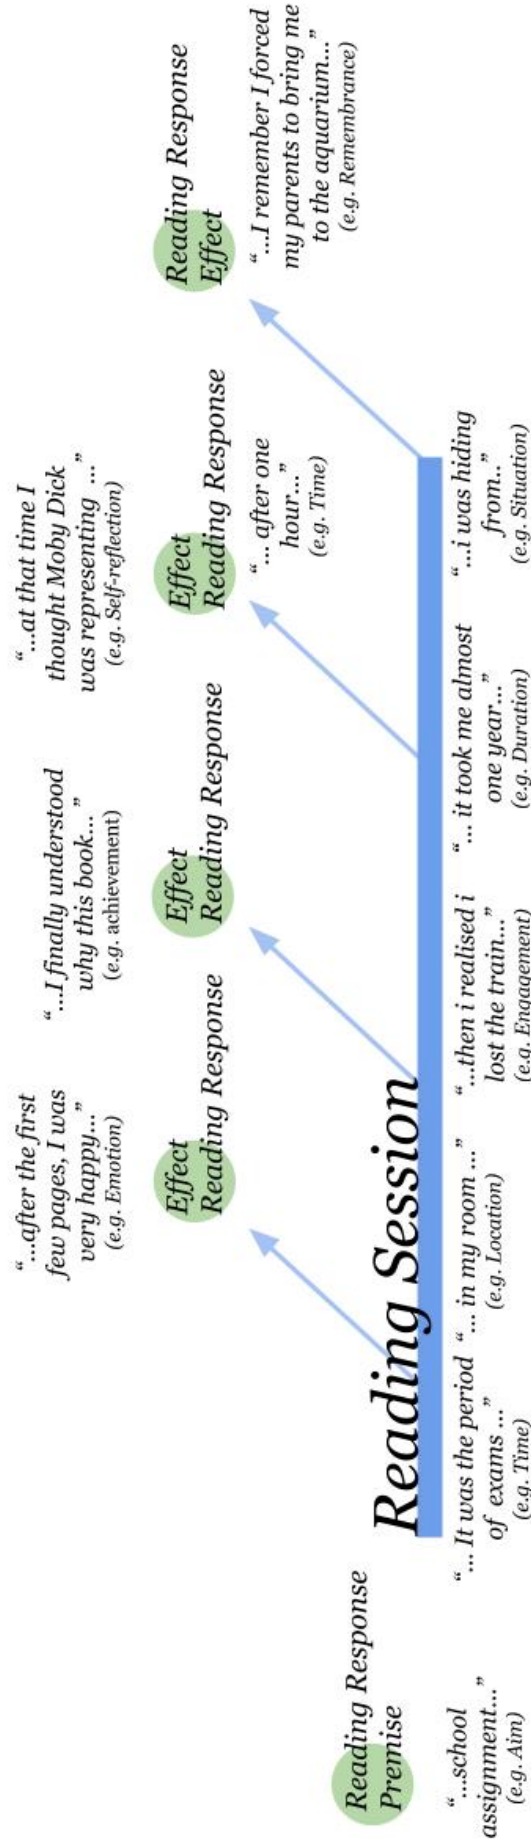 Reading Response
Premise
“...school
assignment...”
(e.g. Aim)
Reading Session
“... It was the period
of exams ...”
(e.g. Time)
“... in my room ...”
(e.g. Location)
“...then i realised i
lost the train...”
(e.g. Engagement)
“... it took me almost
one year...”
(e.g. Duration)
“...i was hiding
from..”
(e.g. Situation)
“...after the first
few pages, I was
very happy...”
(e.g. Emotion)
Effect
Reading Response
“...I finally understood
why this book...”
(e.g. achievement)
Effect
Reading Response
“...at that time I
thought Moby Dick
was representing ...”
(e.g. Self-reflection)
Effect
Reading Response
“... after one
hour...”
(e.g. Time)
Reading Response
Effect
“...I remember I forced
my parents to bring me
to the aquarium...”
(e.g. Remembrance)